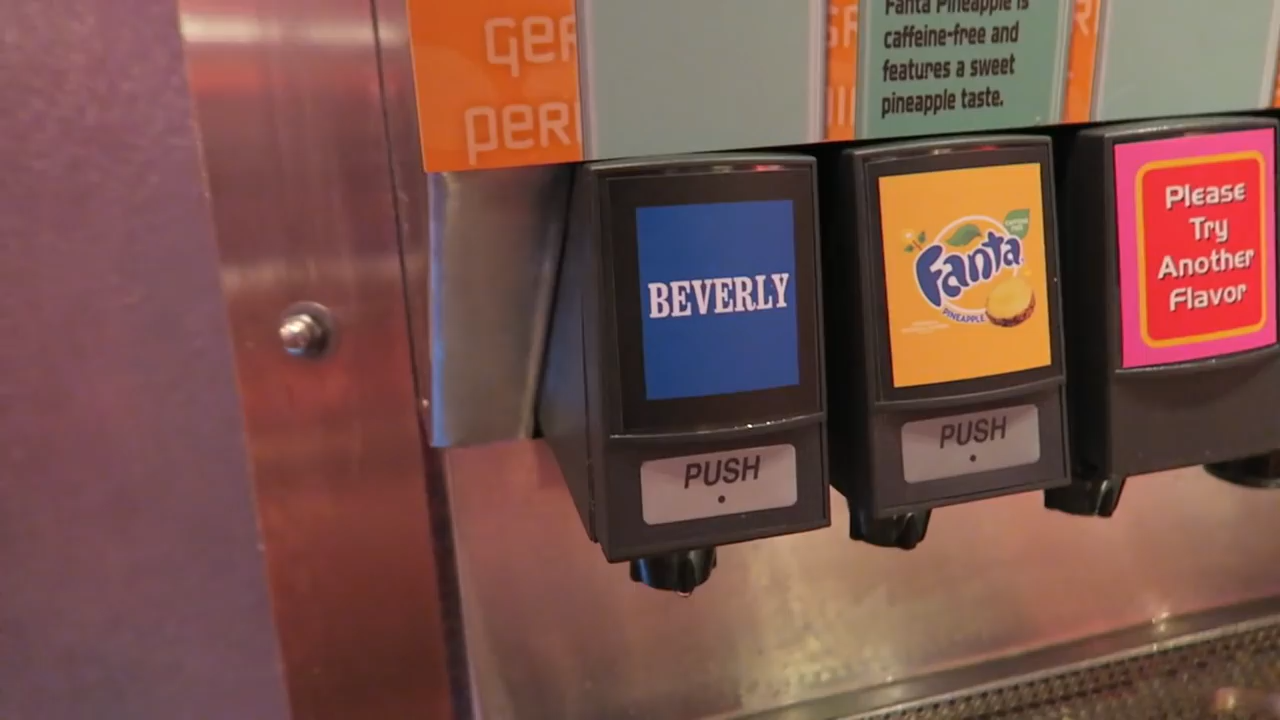 Fanta Pineapple is
caffeine-free and
features a sweet
pineapple taste.
BEVERLY
PUSH
Fanta
PINEAPPLE
PUSH
Please
Try
Another
Flavor